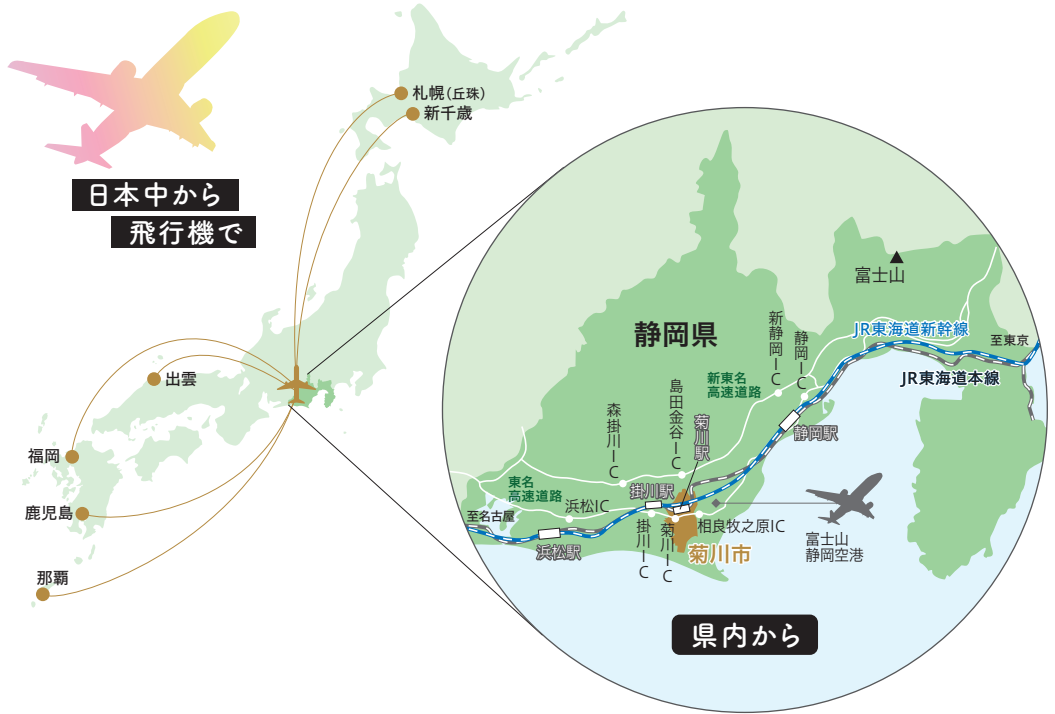 日本中から
飛行機で
札幌(丘珠)
新千歳
出雲
福岡
鹿児島
那覇
富士山
静岡県
JR東海道新幹線
至東京
JR東海道本線
新静岡IC
静岡IC
新東名
高速道路
島田金谷IC
森掛川IC
菊川駅
静岡駅
掛川駅
東名
高速道路
浜松IC
至名古屋
浜松駅
掛川IC
菊川IC
相良牧之原IC
菊川市
富士山
静岡空港
県内から